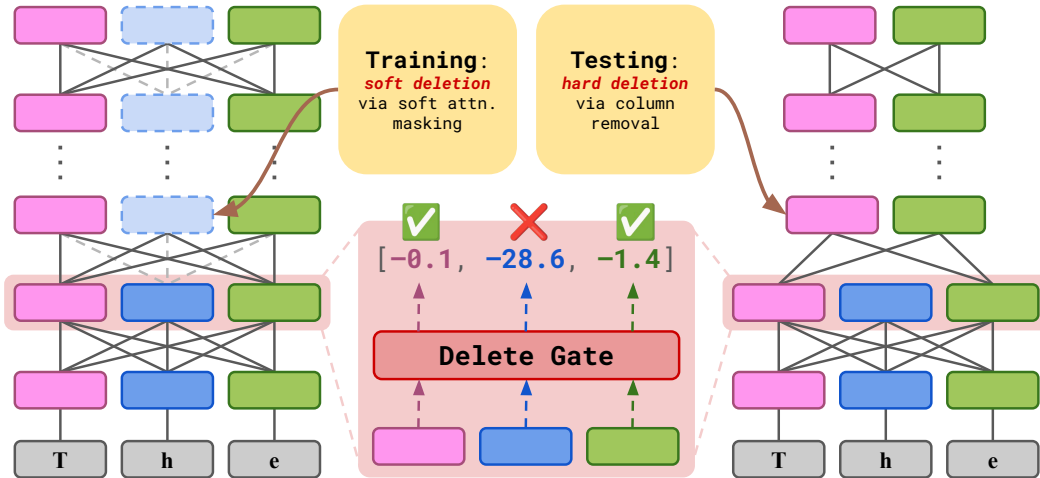 Training:
soft deletion
via soft attn.
masking
Testing:
hard deletion
via column
removal
[−0.1, −28.6, −1.4]
Delete Gate
T h e
T h e